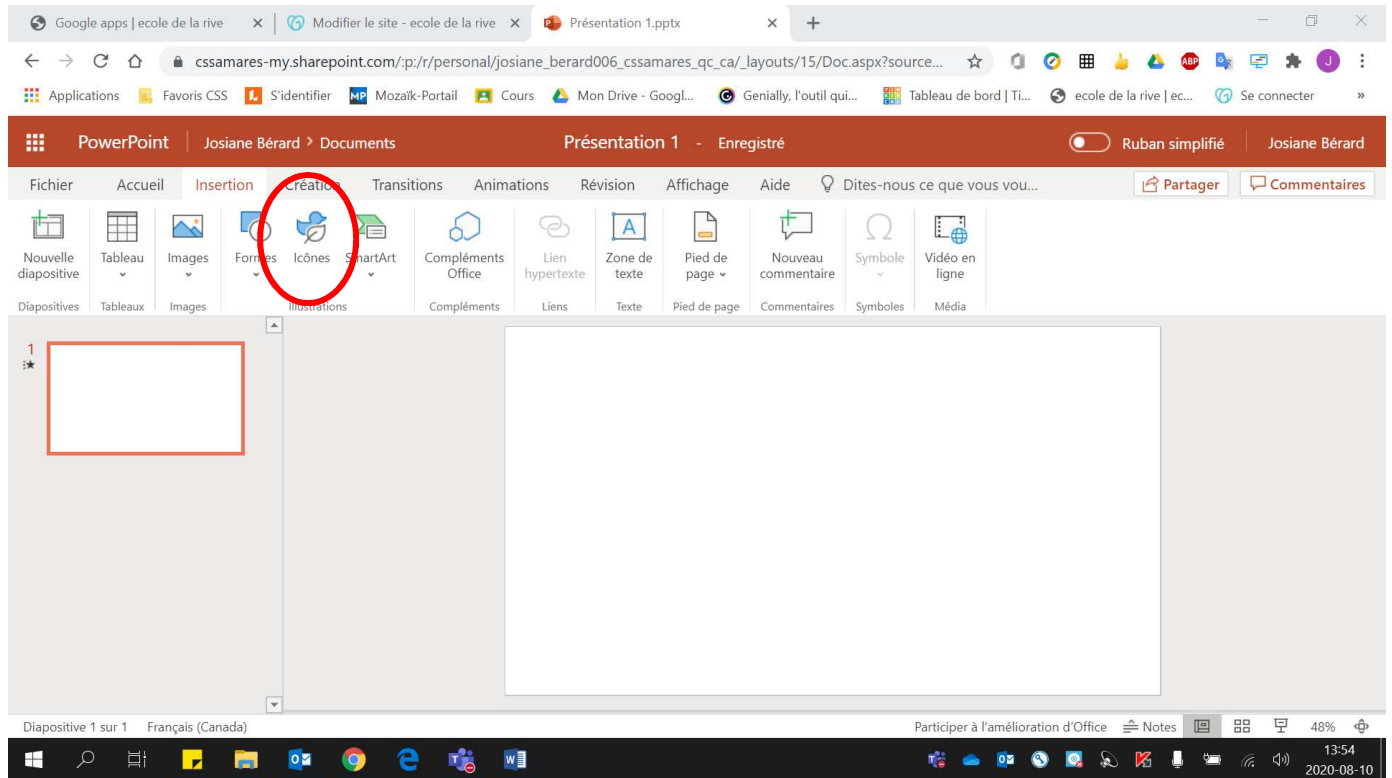 Google apps | ecole de la rive
Modifier le site - ecole de la rive
Présentation 1.pptx
cssamares-my.sharepoint.com/:p:/r/personal/josiane_berard006_cssamares_qc_ca/_layouts/15/Doc.aspx?source...
ABP
J
Applications
Favoris CSS
S'identifier
MP Mozaïk-Portail
Cours
Mon Drive - Googl...
Genially, l'outil qui...
Tableau de bord | Ti...
ecole de la rive | ec...
Se connecter
»
PowerPoint
Josiane Bérard > Documents
Présentation 1 - Enregistré
Ruban simplifié
Josiane Bérard
Fichier
Accueil
Insertion
Création
Transitions
Animations
Révision
Affichage
Aide
Dites-nous ce que vous vou...
Partager
Commentaires
Nouvelle
diapositive
Tableau
Images
Formes
Icônes
SmartArt
Compléments
Office
Lien
hypertexte
Zone de
texte
Pied de
page
Nouveau
commentaire
Symbole
Vidéo en
ligne
Diapositives
Tableaux
Images
Illustrations
Compléments
Liens
Texte
Pied de page
Commentaires
Symboles
Média
1
Diapositive 1 sur 1
Français (Canada)
Participer à l'amélioration d'Office
Notes
48%
13:54
2020-08-10